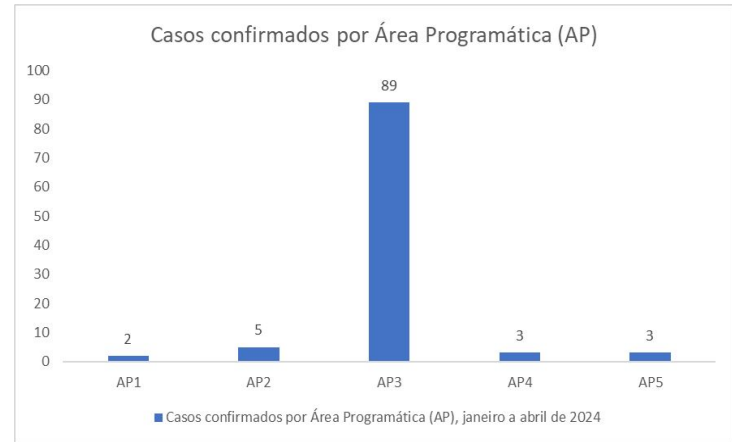 Casos confirmados por Área Programática (AP)
100
90
80
70
60
50
40
30
20
10
0
2
5
89
3
3
AP1
AP2
AP3
AP4
AP5
Casos confirmados por Área Programática (AP), janeiro a abril de 2024